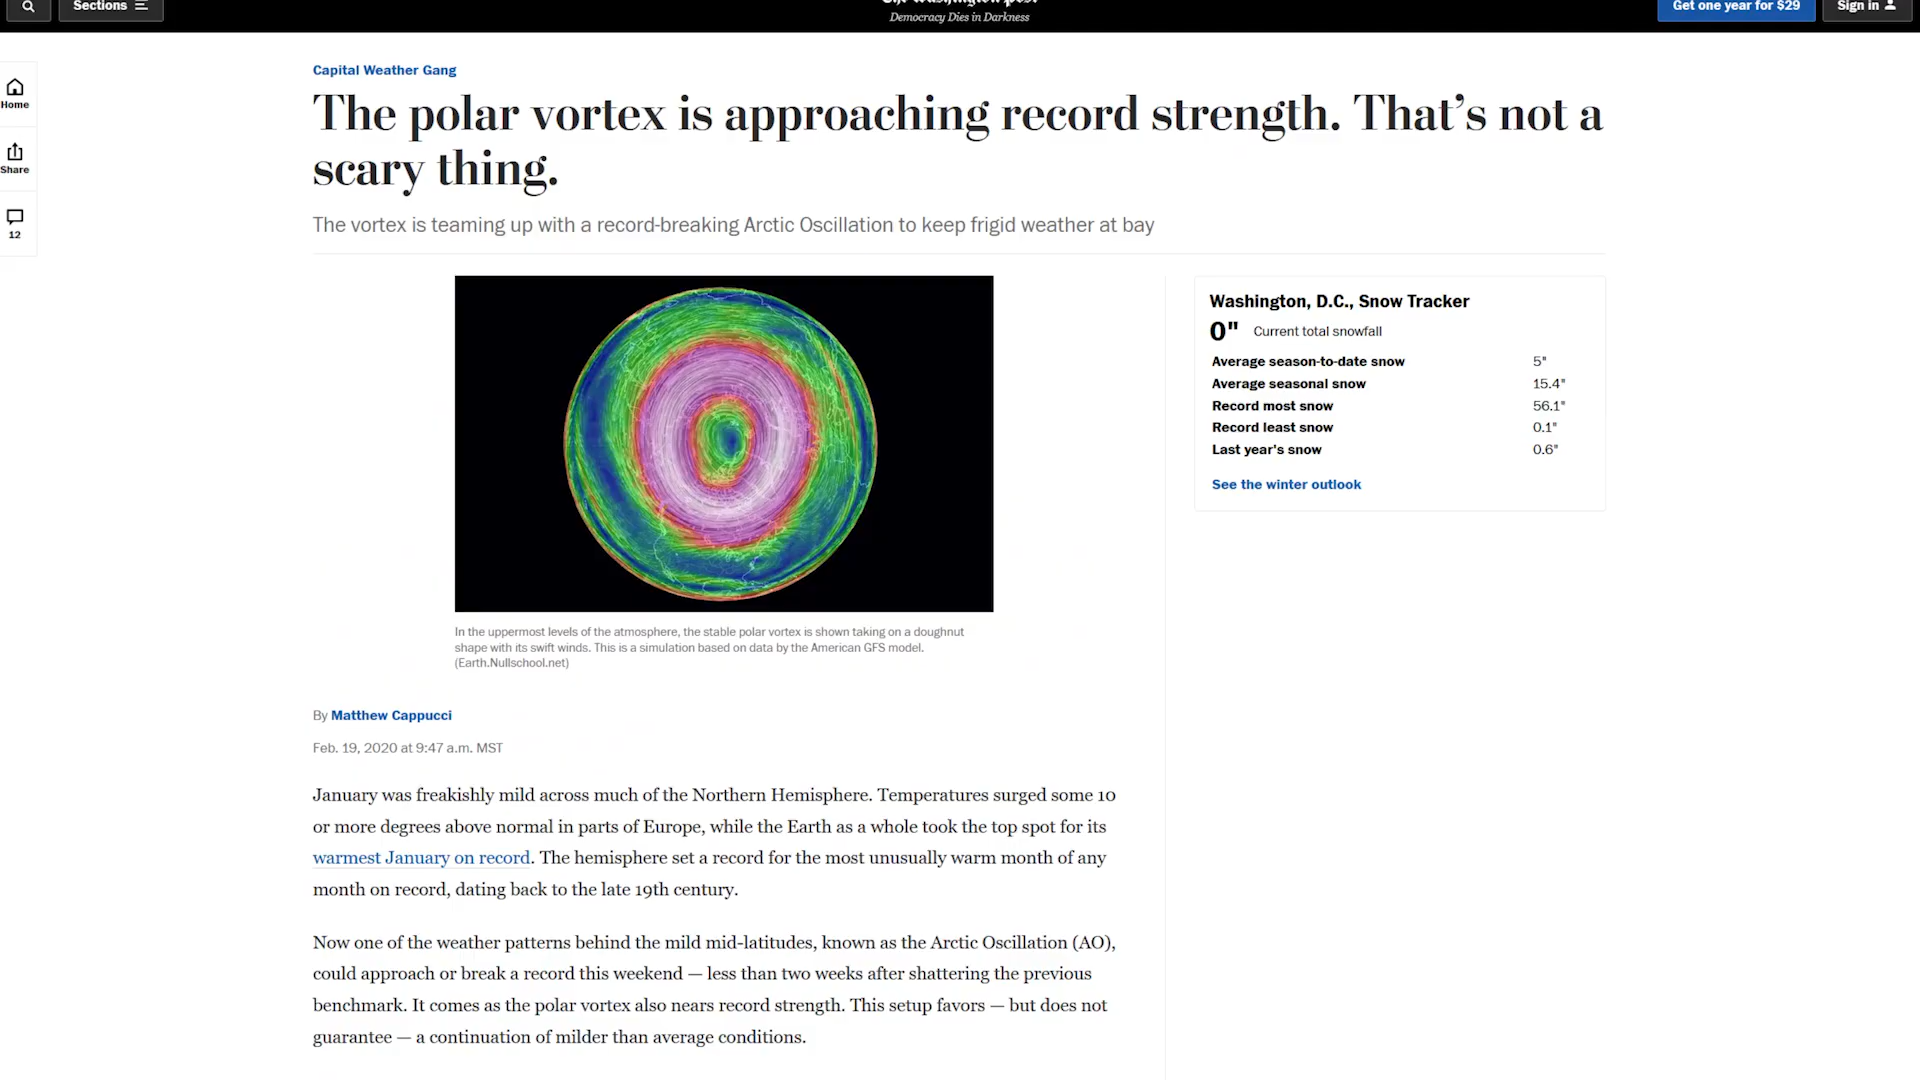 Sections
The Washington Post
Democracy Dies in Darkness
Get one year for $29
Sign in
Home
Share
12
Capital Weather Gang
The polar vortex is approaching record strength. That’s not a
scary thing.
The vortex is teaming up with a record-breaking Arctic Oscillation to keep frigid weather at bay
In the uppermost levels of the atmosphere, the stable polar vortex is shown taking on a doughnut
shape with its swift winds. This is a simulation based on data by the American GFS model.
(Earth.Nullschool.net)
Washington, D.C., Snow Tracker
0" Current total snowfall
Average season-to-date snow 5"
Average seasonal snow 15.4"
Record most snow 56.1"
Record least snow 0.1"
Last year's snow 0.6"
See the winter outlook
By Matthew Cappucci
Feb. 19, 2020 at 9:47 a.m. MST
January was freakishly mild across much of the Northern Hemisphere. Temperatures surged some 10
or more degrees above normal in parts of Europe, while the Earth as a whole took the top spot for its
warmest January on record. The hemisphere set a record for the most unusually warm month of any
month on record, dating back to the late 19th century.
Now one of the weather patterns behind the mild mid-latitudes, known as the Arctic Oscillation (AO),
could approach or break a record this weekend — less than two weeks after shattering the previous
benchmark. It comes as the polar vortex also nears record strength. This setup favors — but does not
guarantee — a continuation of milder than average conditions.